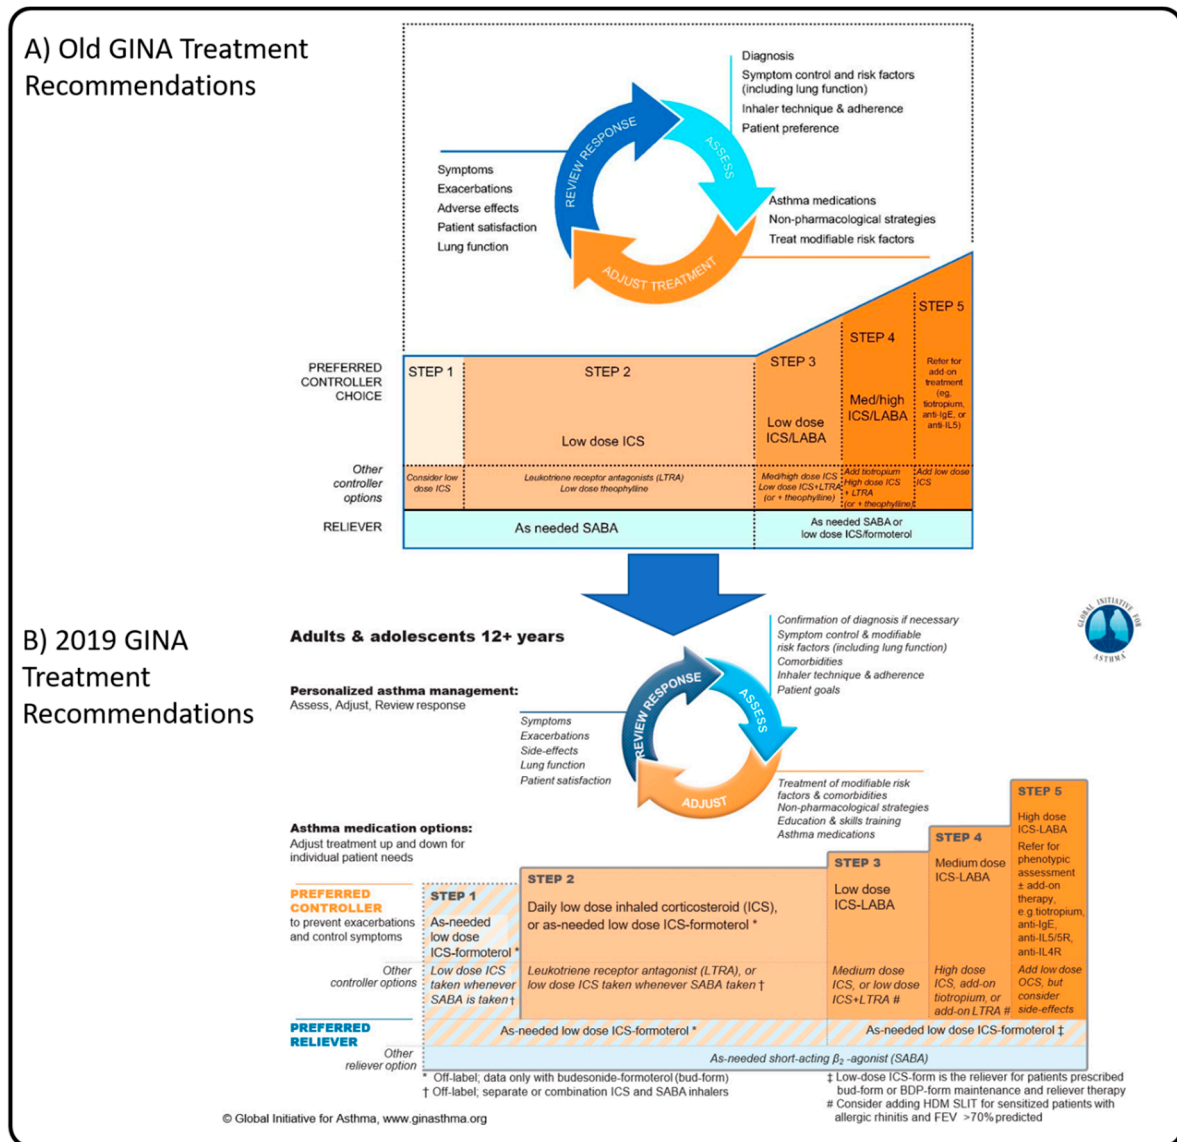 A) Old GINA Treatment
Recommendations
Diagnosis
Symptom control and risk factors
(including lung function)
Inhaler technique & adherence
Patient preference
REVIEW RESPONSE
ASSESS
ADJUST TREATMENT
Symptoms
Exacerbations
Adverse effects
Patient satisfaction
Lung function
Asthma medications
Non-pharmacological strategies
Treat modifiable risk factors
PREFERRED
CONTROLLER
CHOICE
STEP 1
STEP 2
Low dose ICS
STEP 3
Low dose
ICS/LABA
STEP 4
Med/high
ICS/LABA
STEP 5
Refer for
add-on
treatment
(eg,
tiotropium,
anti-IgE, or
anti-IL5)
Other
controller
options
Consider low
dose ICS
Leukotriene receptor antagonists (LTRA)
Low dose theophylline
Med/high dose ICS
Low dose ICS+LTRA
(or + theophylline)
Add tiotropium
High dose ICS
+ LTRA
(or + theophylline)
Add low dose
ICS
RELIEVER
As needed SABA
As needed SABA or
low dose ICS/formoterol
B) 2019 GINA
Treatment
Recommendations
Adults & adolescents 12+ years
Personalized asthma management:
Assess, Adjust, Review response
Confirmation of diagnosis if necessary
Symptom control & modifiable
risk factors (including lung function)
Comorbidities
Inhaler technique & adherence
Patient goals
GLOBAL INITIATIVE FOR
ASTHMA
REVIEW RESPONSE
ASSESS
ADJUST
Symptoms
Exacerbations
Side-effects
Lung function
Patient satisfaction
Treatment of modifiable risk
factors & comorbidities
Non-pharmacological strategies
Education & skills training
Asthma medications
Asthma medication options:
Adjust treatment up and down for
individual patient needs
PREFERRED
CONTROLLER
to prevent exacerbations
and control symptoms
STEP 1
As-needed
low dose
ICS-formoterol *
STEP 2
Daily low dose inhaled corticosteroid (ICS),
or as-needed low dose ICS-formoterol *
STEP 3
Low dose
ICS-LABA
STEP 4
Medium dose
ICS-LABA
STEP 5
High dose
ICS-LABA
Refer for
phenotypic
assessment
± add-on
therapy,
e.g.tiotropium,
anti-IgE,
anti-IL5/5R,
anti-IL4R
Other
controller options
Low dose ICS
taken whenever
SABA is taken †
Leukotriene receptor antagonist (LTRA), or
low dose ICS taken whenever SABA taken †
Medium dose
ICS, or low dose
ICS+LTRA #
High dose
ICS, add-on
tiotropium, or
add-on LTRA #
Add low dose
OCS, but
consider
side-effects
PREFERRED
RELIEVER
As-needed low dose ICS-formoterol *
As-needed low dose ICS-formoterol ‡
Other
reliever option
As-needed short-acting β2 -agonist (SABA)
* Off-label; data only with budesonide-formoterol (bud-form)
† Off-label; separate or combination ICS and SABA inhalers
‡ Low-dose ICS-form is the reliever for patients prescribed
bud-form or BDP-form maintenance and reliever therapy
# Consider adding HDM SLIT for sensitized patients with
allergic rhinitis and FEV >70% predicted
© Global Initiative for Asthma, www.ginasthma.org